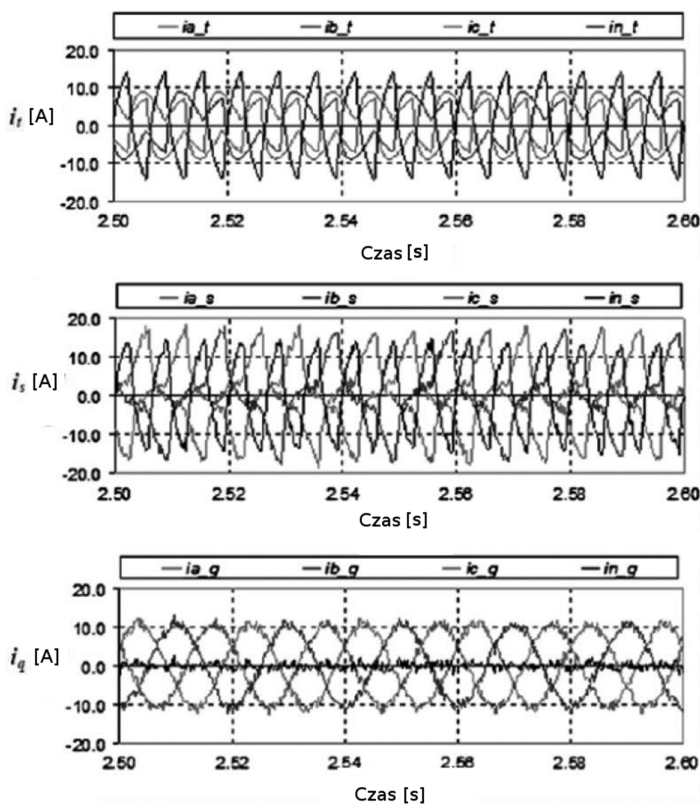 ia_t ib_t ic_t in_t
20.0
10.0
i_t [A] 0.0
-10.0
-20.0
2.50 2.52 2.54 2.56 2.58 2.60
Czas [s]
ia_s ib_s ic_s in_s
20.0
10.0
i_s [A] 0.0
-10.0
-20.0
2.50 2.52 2.54 2.56 2.58 2.60
Czas [s]
ia_g ib_g ic_g in_g
20.0
10.0
i_q [A] 0.0
-10.0
-20.0
2.50 2.52 2.54 2.56 2.58 2.60
Czas [s]